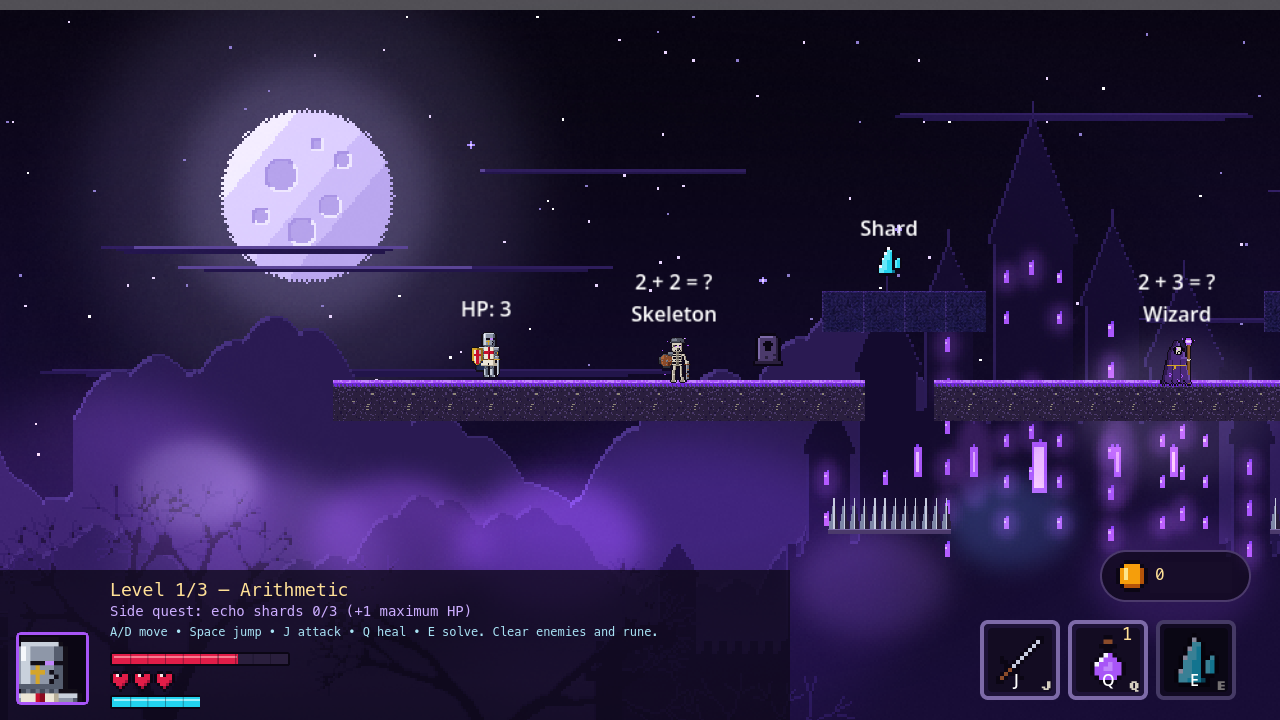 Shard
2 + 2 = ?
2 + 3 = ?
HP: 3
Skeleton
Wizard
0
Level 1/3 — Arithmetic
Side quest: echo shards 0/3 (+1 maximum HP)
A/D move • Space jump • J attack • Q heal • E solve. Clear enemies and rune.
1
J
J
Q
Q
E
E